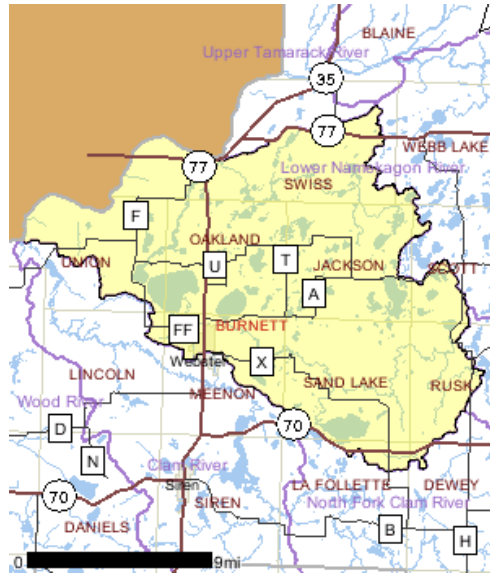 BLAINE
Upper Tamarack River
35
77
WEBB LAKE
77
Lower Namekagon River
SWISS
F
OAKLAND
UNION
U
T
JACKSON
SCOTT
A
FF
BURNETT
Webster
X
LINCOLN
SAND LAKE
RUSK
MEENON
Wood River
70
D
N
Clam River
Siren
LA FOLLETTE
DEWEY
70
SIREN
North Fork Clam River
DANIELS
B
H
0
9mi